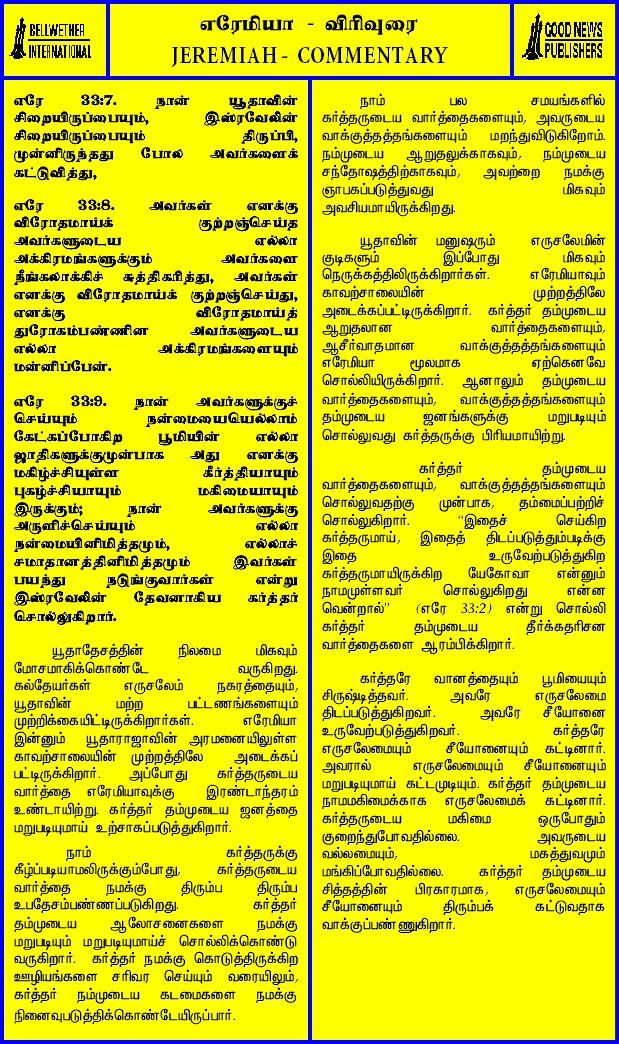 BELLWETHER
INTERNATIONAL
எரேமியா - விரிவுரை
JEREMIAH - COMMENTARY
GOOD NEWS
PUBLISHERS
எரே 33:7. நான் யூதாவின்
சிறையிருப்பையும், இஸ்ரவேலின்
சிறையிருப்பையும் திருப்பி,
முன்னிருந்தது போல அவர்களைக்
கட்டுவித்து,
எரே 33:8. அவர்கள் எனக்கு
விரோதமாய்க் குற்றஞ்செய்த
அவர்களுடைய எல்லா
அக்கிரமங்களுக்கும் அவர்களை
நீங்கலாக்கிச் சுத்திகரித்து, அவர்கள்
எனக்கு விரோதமாய்க் குற்றஞ்செய்து,
எனக்கு விரோதமாய்த்
துரோகம்பண்ணின அவர்களுடைய
எல்லா அக்கிரமங்களையும்
மன்னிப்பேன்.
எரே 33:9. நான் அவர்களுக்குச்
செய்யும் நன்மையையெல்லாம்
கேட்கப்போகிற பூமியின் எல்லா
ஜாதிகளுக்குமுன்பாக அது எனக்கு
மகிழ்ச்சியுள்ள கீர்த்தியாயும்
புகழ்ச்சியாயும் மகிமையாயும்
இருக்கும்; நான் அவர்களுக்கு
அருளிச்செய்யும் எல்லா
நன்மையினிமித்தமும், எல்லாச்
சமாதானத்தினிமித்தமும் இவர்கள்
பயந்து நடுங்குவார்கள் என்று
இஸ்ரவேலின் தேவனாகிய கர்த்தர்
சொல்லுகிறார்.
யூதாதேசத்தின் நிலமை மிகவும்
மோசமாகிக்கொண்டே வருகிறது.
கல்தேயர்கள் எருசலேம் நகரத்தையும்,
யூதாவின் மற்ற பட்டணங்களையும்
முற்றிக்கையிட்டிருக்கிறார்கள். எரேமியா
இன்னும் யூதாராஜாவின் அரமனையிலுள்ள
காவற்சாலையின் முற்றத்திலே அடைக்கப்
பட்டிருக்கிறார். அப்போது கர்த்தருடைய
வார்த்தை எரேமியாவுக்கு இரண்டாந்தரம்
உண்டாயிற்று. கர்த்தர் தம்முடைய ஜனத்தை
மறுபடியுமாய் உற்சாகப்படுத்துகிறார்.
நாம் கர்த்தருக்கு
கீழ்ப்படியாமலிருக்கும்போது, கர்த்தருடைய
வார்த்தை நமக்கு திரும்ப திரும்ப
உபதேசம்பண்ணப்படுகிறது. கர்த்தர்
தம்முடைய ஆலோசனைகளை நமக்கு
மறுபடியும் மறுபடியுமாய்ச் சொல்லிக்கொண்டு
வருகிறார். கர்த்தர் நமக்கு கொடுத்திருக்கிற
ஊழியங்களை சரிவர செய்யும் வரையிலும்,
கர்த்தர் நம்முடைய கடமைகளை நமக்கு
நினைவுபடுத்திக்கொண்டேயிருப்பார்.
நாம் பல சமயங்களில்
கர்த்தருடைய வார்த்தைகளையும், அவருடைய
வாக்குத்தத்தங்களையும் மறந்துவிடுகிறோம்.
நம்முடைய ஆறுதலுக்காகவும், நம்முடைய
சந்தோஷத்திற்காகவும், அவற்றை நமக்கு
ஞாபகப்படுத்துவது மிகவும்
அவசியமாயிருக்கிறது.
யூதாவின் மனுஷரும் எருசலேமின்
குடிகளும் இப்போது மிகவும்
நெருக்கத்திலிருக்கிறார்கள். எரேமியாவும்
காவற்சாலையின் முற்றத்திலே
அடைக்கப்பட்டிருக்கிறார். கர்த்தர் தம்முடைய
ஆறுதலான வார்த்தைகளையும்,
ஆசீர்வாதமான வாக்குத்தத்தங்களையும்
எரேமியா மூலமாக ஏற்கெனவே
சொல்லியிருக்கிறார். ஆனாலும் தம்முடைய
வார்த்தைகளையும், வாக்குத்தத்தங்களையும்
தம்முடைய ஜனங்களுக்கு மறுபடியும்
சொல்லுவது கர்த்தருக்கு பிரியமாயிற்று.
கர்த்தர் தம்முடைய
வார்த்தைகளையும், வாக்குத்தத்தங்களையும்
சொல்லுவதற்கு முன்பாக, தம்மைப்பற்றிச்
சொல்லுகிறார். "இதைச் செய்கிற
கர்த்தருமாய், இதைத் திடப்படுத்தும்படிக்கு
இதை உருவேற்படுத்துகிற
கர்த்தருமாயிருக்கிற யேகோவா என்னும்
நாமமுள்ளவர் சொல்லுகிறது என்ன
வென்றால்" (எரே 33:2) என்று சொல்லி
கர்த்தர் தம்முடைய தீர்க்கதரிசன
வார்த்தைகளை ஆரம்பிக்கிறார்.
கர்த்தரே வானத்தையும் பூமியையும்
சிருஷ்டித்தவர். அவரே எருசலேமை
திடப்படுத்துகிறவர். அவரே சீயோனை
உருவேற்படுத்துகிறவர். கர்த்தரே
எருசலேமையும் சீயோனையும் கட்டினார்.
அவரால் எருசலேமையும் சீயோனையும்
மறுபடியுமாய் கட்டமுடியும். கர்த்தர் தம்முடைய
நாமமகிமைக்காக எருசலேமைக் கட்டினார்.
கர்த்தருடைய மகிமை ஒருபோதும்
குறைந்துபோவதில்லை. அவருடைய
வல்லமையும், மகத்துவமும்
மங்கிப்போவதில்லை. கர்த்தர் தம்முடைய
சித்தத்தின் பிரகாரமாக, எருசலேமையும்
சீயோனையும் திரும்பக் கட்டுவதாக
வாக்குப்பண்ணுகிறார்.